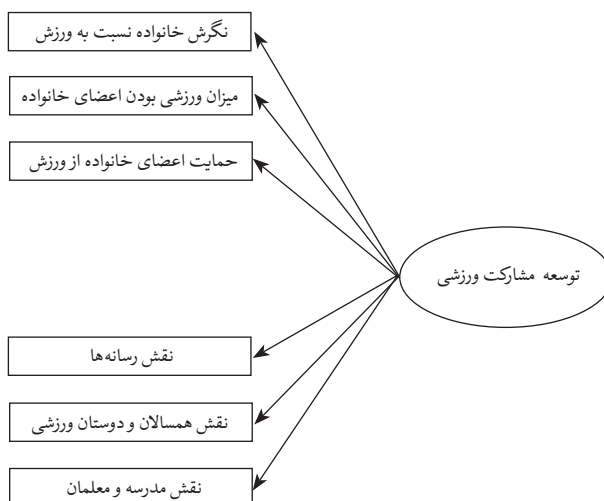 نگرش خانواده نسبت به ورزش
میزان ورزشی بودن اعضای خانواده
حمایت اعضای خانواده از ورزش
توسعه مشارکت ورزشی
نقش رسانه‌ها
نقش همسالان و دوستان ورزشی
نقش مدرسه و معلمان